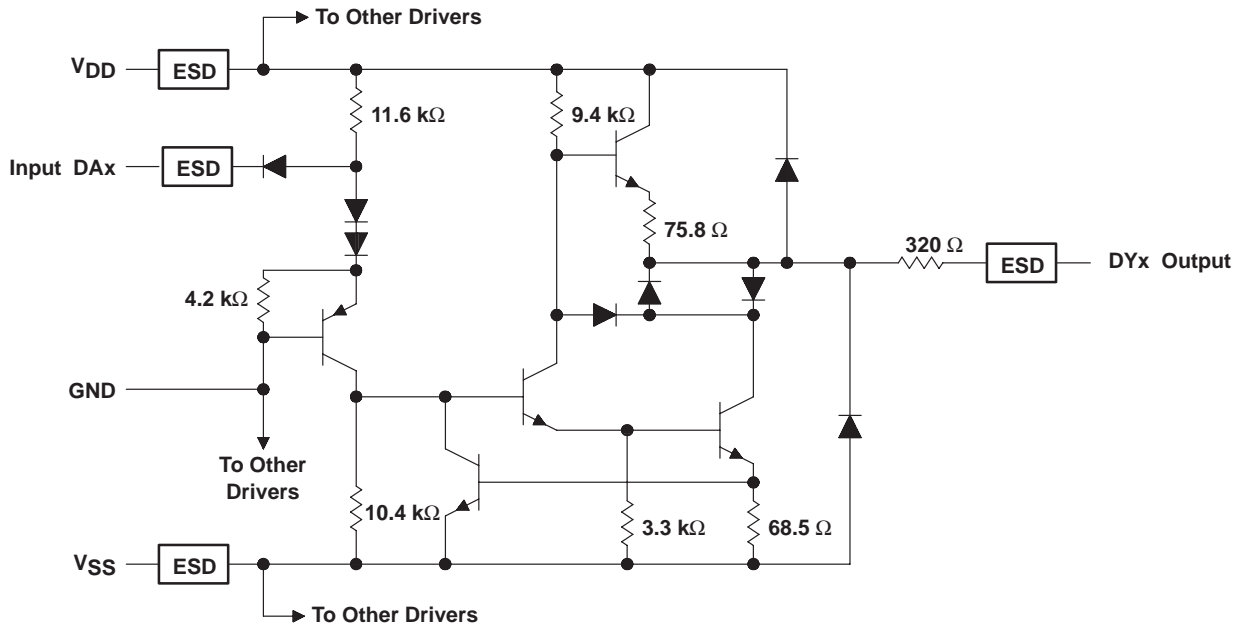 To Other Drivers
VDD
ESD
11.6 kΩ
9.4 kΩ
Input DAx
ESD
75.8 Ω
320 Ω
ESD
DYx Output
4.2 kΩ
GND
To Other
Drivers
10.4 kΩ
3.3 kΩ
68.5 Ω
VSS
ESD
To Other Drivers